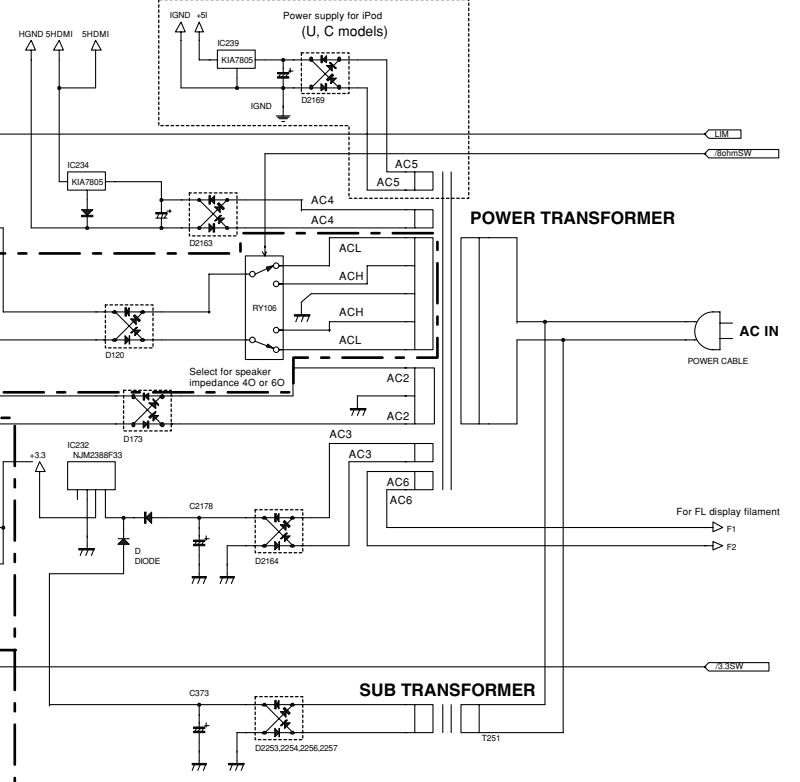 IGND +5I
Power supply for iPod
(U, C models)
HGND 5HDMI 5HDMI
IC239
KIA7805
D2169
IGND
LIM
/8ohmSW
IC234
KIA7805
AC5
AC5
AC4
AC4
D2163
POWER TRANSFORMER
ACL
ACH
RY106
ACH
ACL
AC IN
POWER CABLE
D120
Select for speaker
impedance 4O or 6O
AC2
AC2
D173
AC3
IC232
NJM2388F33
+3.3
AC3
AC6
AC6
C2178
For FL display filament
F1
F2
D
DIODE
D2164
/3.3SW
C373
SUB TRANSFORMER
T251
D2253,2254,2256,2257